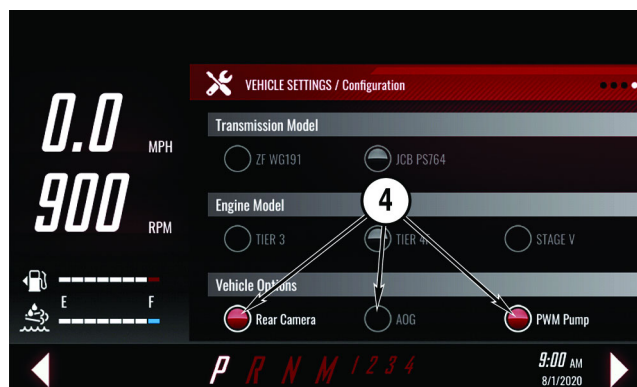 VEHICLE SETTINGS / Configuration
0.0 MPH
900 RPM
Transmission Model
ZF WG191 JCB PS764
4
Engine Model
TIER 3 TIER 4F STAGE V
E F
Vehicle Options
Rear Camera AOG PWM Pump
P R N M 1 2 3 4
9:00 AM
8/1/2020